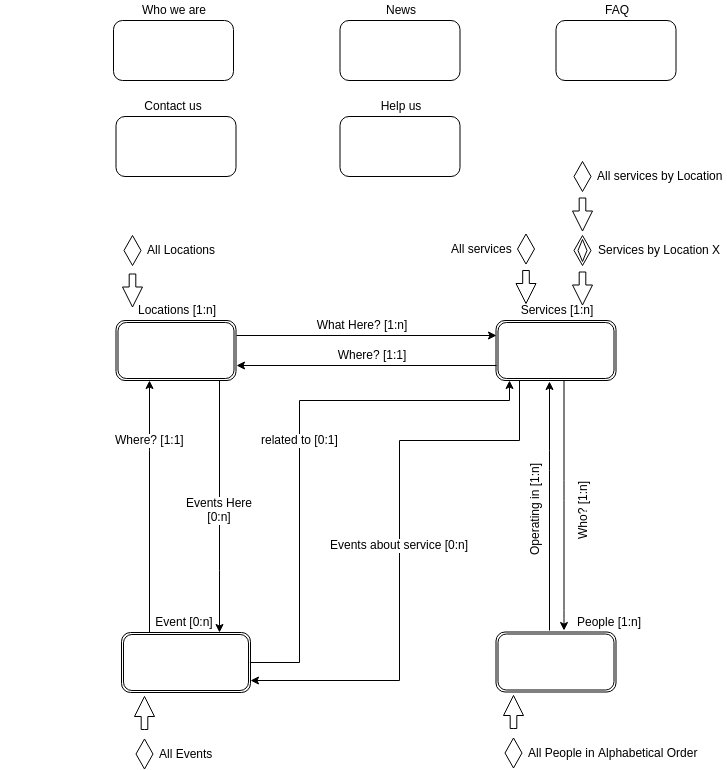 Who we are
News
FAQ
Contact us
Help us
All services by Location
All Locations
All services
Services by Location X
Locations [1:n]
Services [1:n]
What Here? [1:n]
Where? [1:1]
Where? [1:1]
related to [0:1]
Events Here
[0:n]
Operating in [1:n]
Who? [1:n]
Events about service [0:n]
Event [0:n]
People [1:n]
All Events
All People in Alphabetical Order